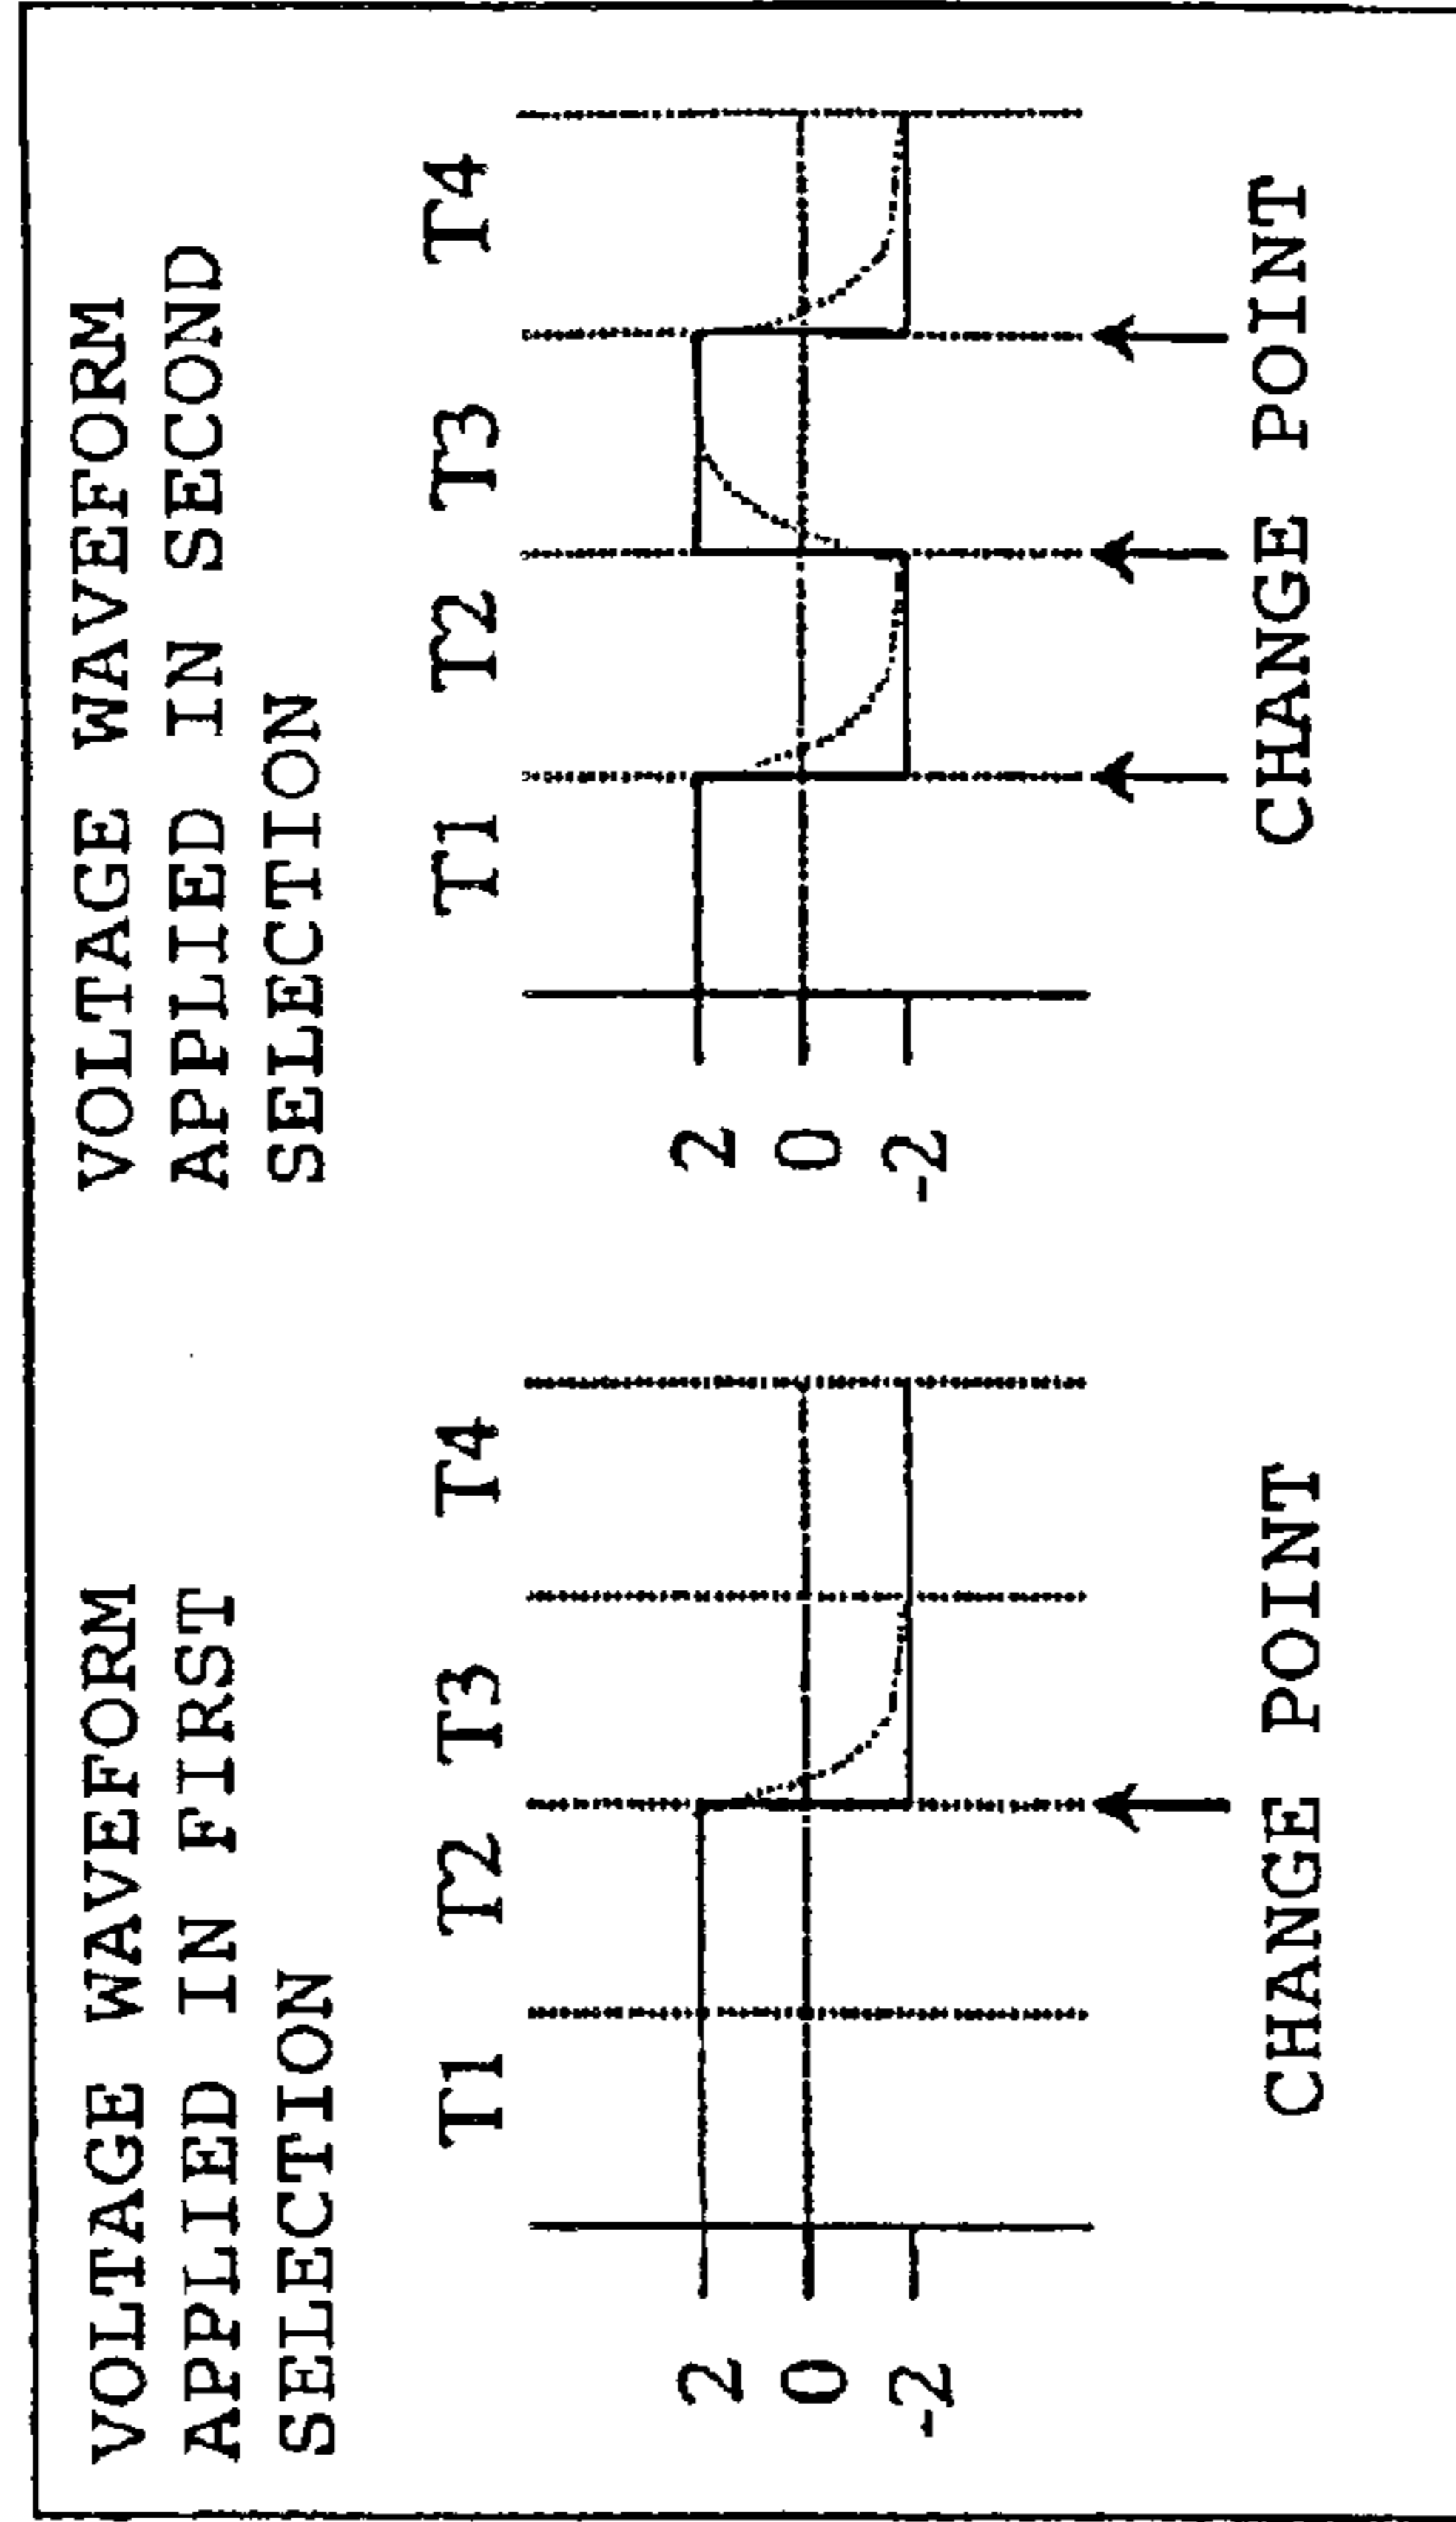 VOLTAGE WAVEFORM
APPLIED IN FIRST
SELECTION
T1 T2 T3 T4
2
0
-2
CHANGE POINT
VOLTAGE WAVEFORM
APPLIED IN SECOND
SELECTION
T1 T2 T3 T4
2
0
-2
CHANGE POINT